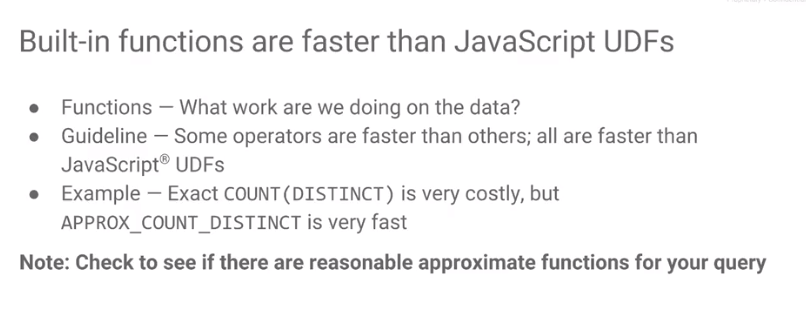 Built-in functions are faster than JavaScript UDFs
● Functions — What work are we doing on the data?
● Guideline — Some operators are faster than others; all are faster than
JavaScript® UDFs
● Example — Exact COUNT(DISTINCT) is very costly, but
APPROX_COUNT_DISTINCT is very fast
Note: Check to see if there are reasonable approximate functions for your query